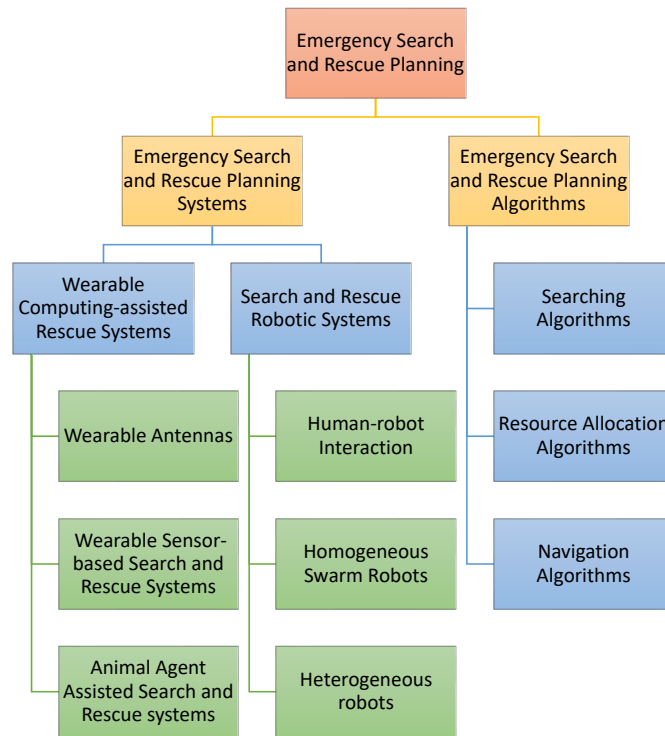 Emergency Search
and Rescue Planning
Emergency Search
and Rescue Planning
Systems
Emergency Search
and Rescue Planning
Algorithms
Wearable
Computing-assisted
Rescue Systems
Search and Rescue
Robotic Systems
Searching
Algorithms
Wearable Antennas
Human-robot
Interaction
Resource Allocation
Algorithms
Wearable Sensor-
based Search and
Rescue Systems
Homogeneous
Swarm Robots
Navigation
Algorithms
Animal Agent
Assisted Search and
Rescue systems
Heterogeneous
robots